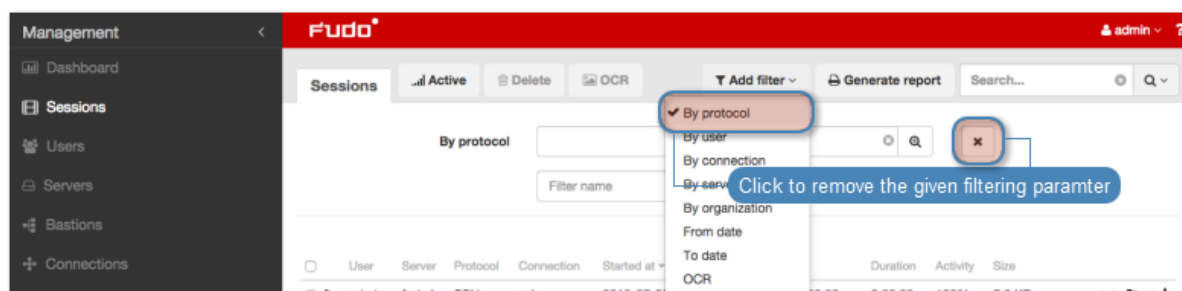 Management
Fudo
admin
?
Dashboard
Sessions
Active
Delete
OCR
Add filter
Generate report
Search...
Sessions
By protocol
By protocol
Users
By user
By connection
Servers
Filter name
Click to remove the given filtering paramter
By organization
Bastions
From date
To date
Connections
User Server Protocol Connection Started at
Duration Activity Size
OCR